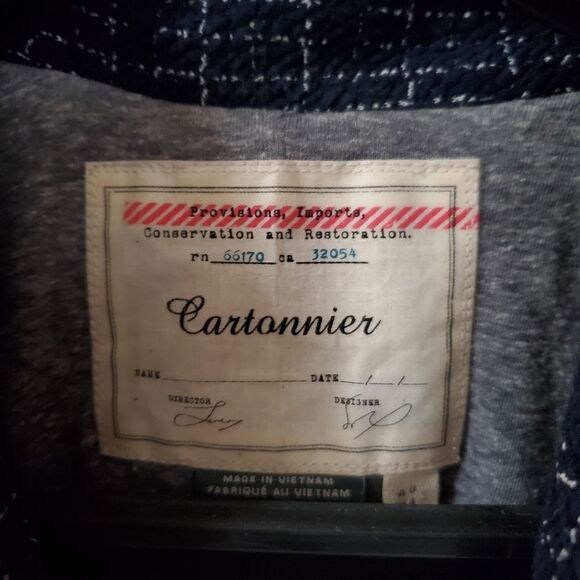 Provisions, Imports,
Conservation and Restoration.
rn 66170 ca 32054
Cartonnier
NAME DATE / /
DIRECTOR DESIGNER
MADE IN VIETNAM
FABRIQUÉ AU VIETNAM